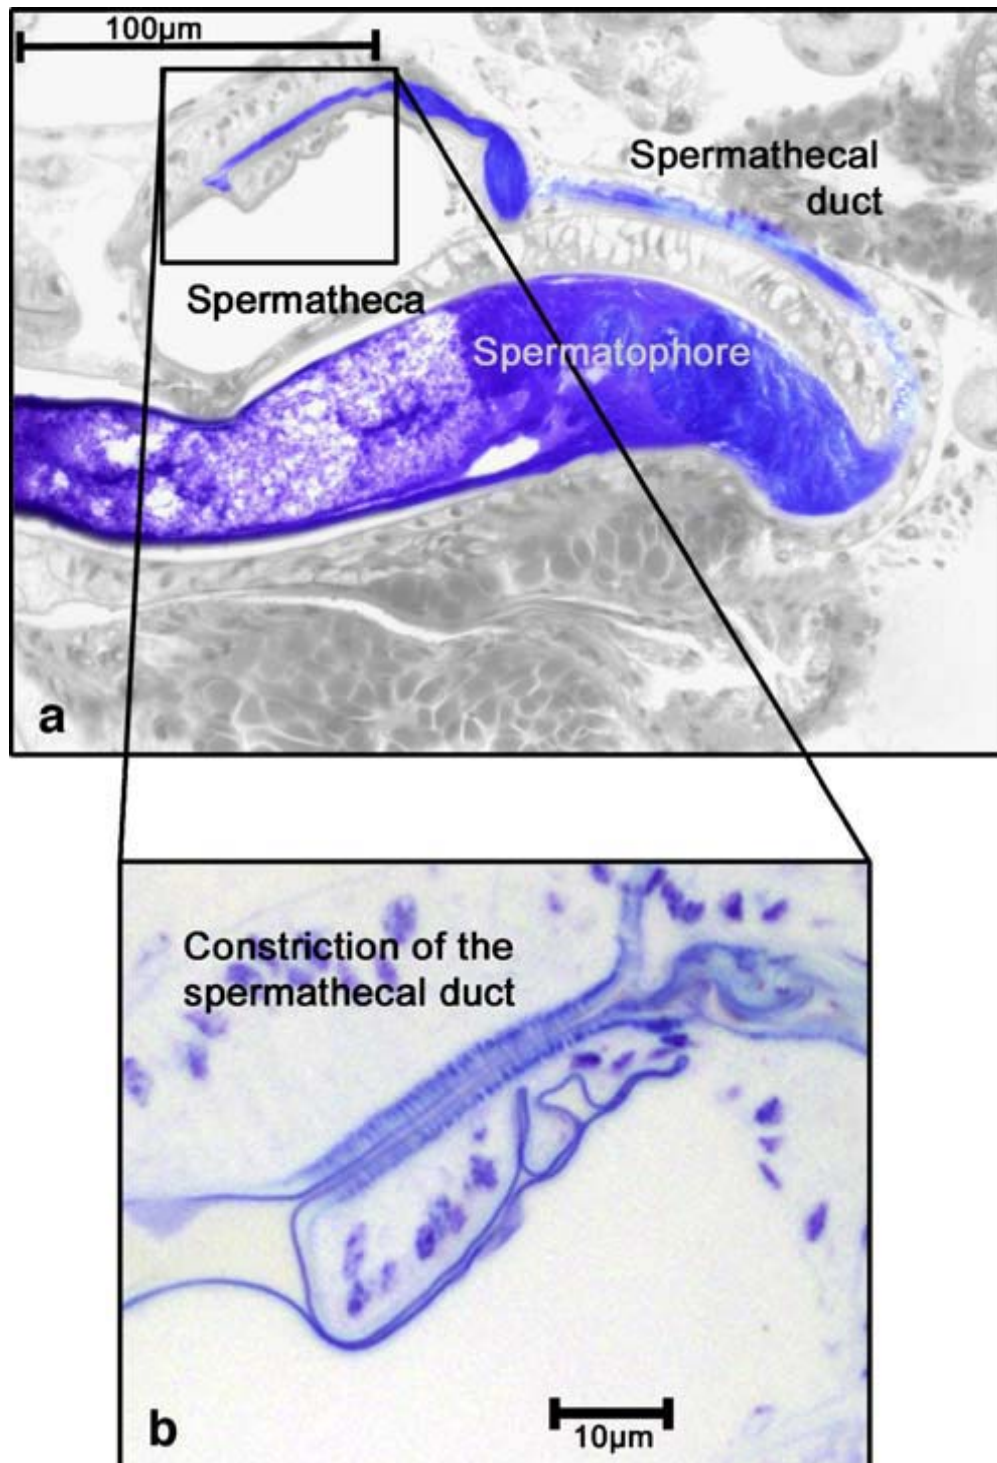 100µm
Spermathecal
duct
Spermatheca
Spermatophore
a
Constriction of the
spermathecal duct
b
10µm